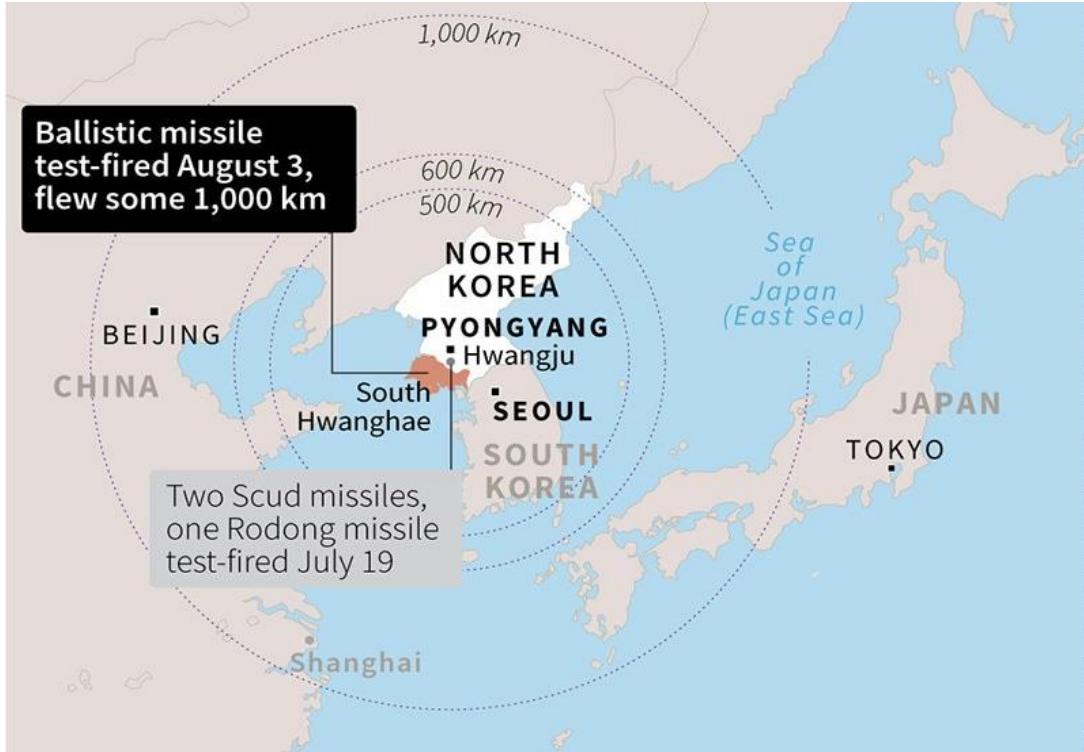 1,000 km
Ballistic missile
test-fired August 3,
flew some 1,000 km
600 km
500 km
NORTH
KOREA
Sea
of
Japan
(East Sea)
BEIJING
PYONGYANG
Hwangju
CHINA
South
Hwanghae
SEOUL
JAPAN
SOUTH
KOREA
TOKYO
Two Scud missiles,
one Rodong missile
test-fired July 19
Shanghai